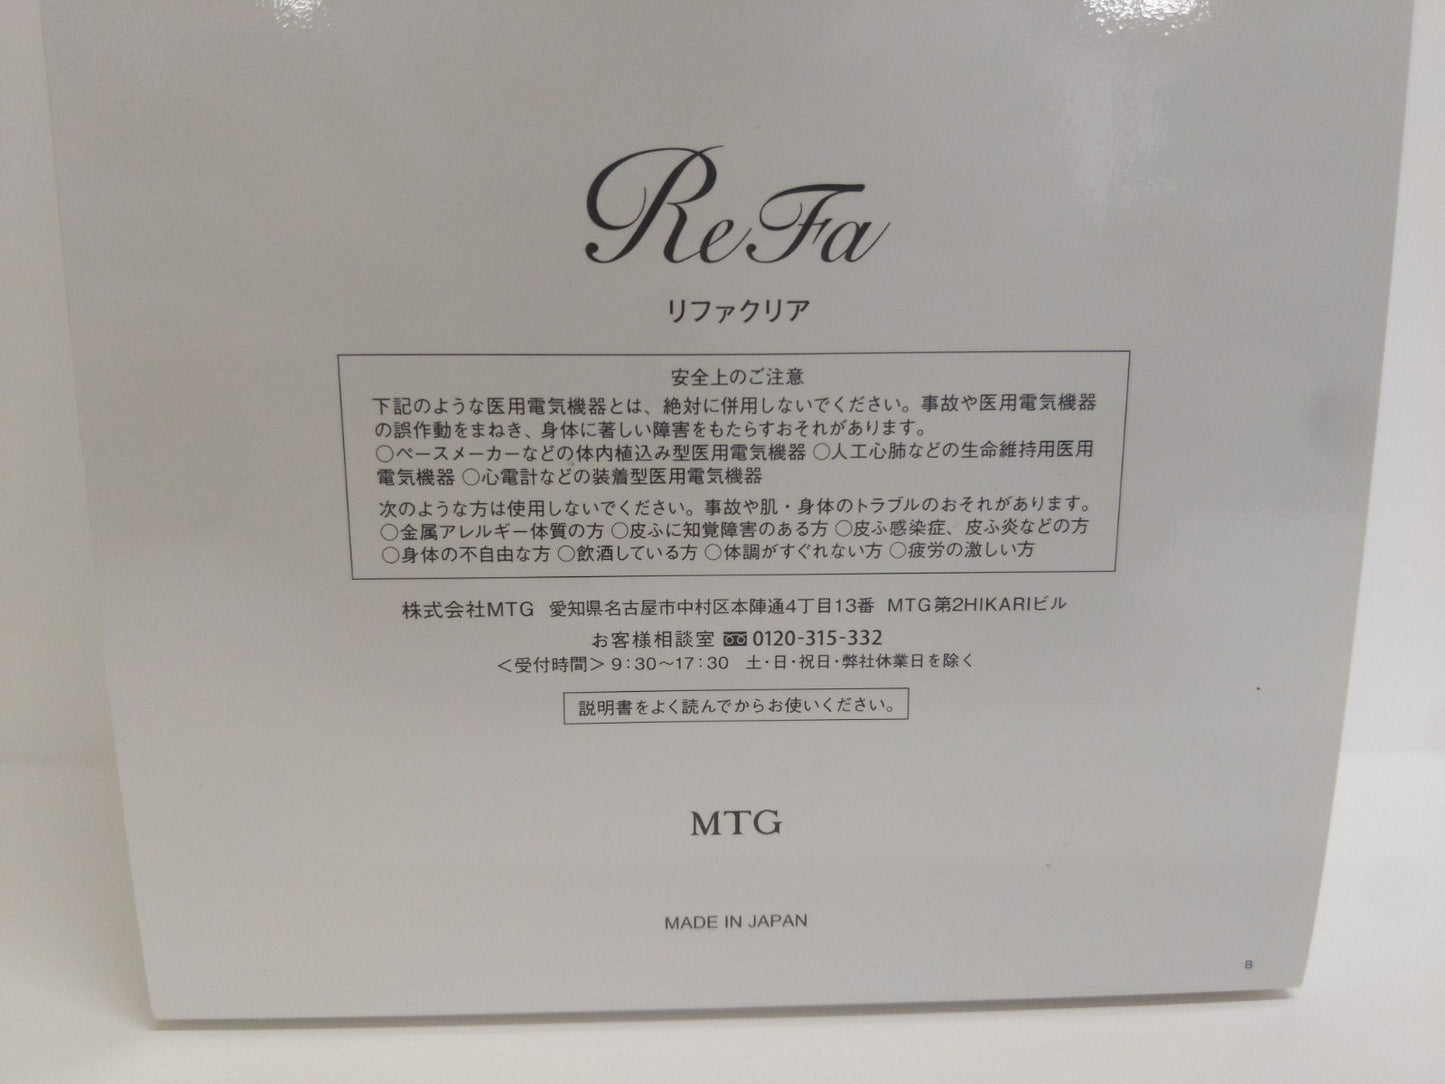 ReFa
リファクリア
安全上のご注意
下記のような医用電気機器とは、絶対に併用しないでください。事故や医用電気機器
の誤作動をまねき、身体に著しい障害をもたらすおそれがあります。
○ペースメーカーなどの体内植込み型医用電気機器 ○人工心肺などの生命維持用医用
電気機器 ○心電計などの装着型医用電気機器
次のような方は使用しないでください。事故や肌・身体のトラブルのおそれがあります。
○金属アレルギー体質の方 ○皮ふに知覚障害のある方 ○皮ふ感染症、皮ふ炎などの方
○身体の不自由な方 ○飲酒している方 ○体調がすぐれない方 ○疲労の激しい方
株式会社MTG 愛知県名古屋市中村区本陣通4丁目13番 MTG第2HIKARIビル
お客様相談室 0120-315-332
＜受付時間＞9:30〜17:30 土・日・祝日・弊社休業日を除く
説明書をよく読んでからお使いください。
MTG
MADE IN JAPAN
B